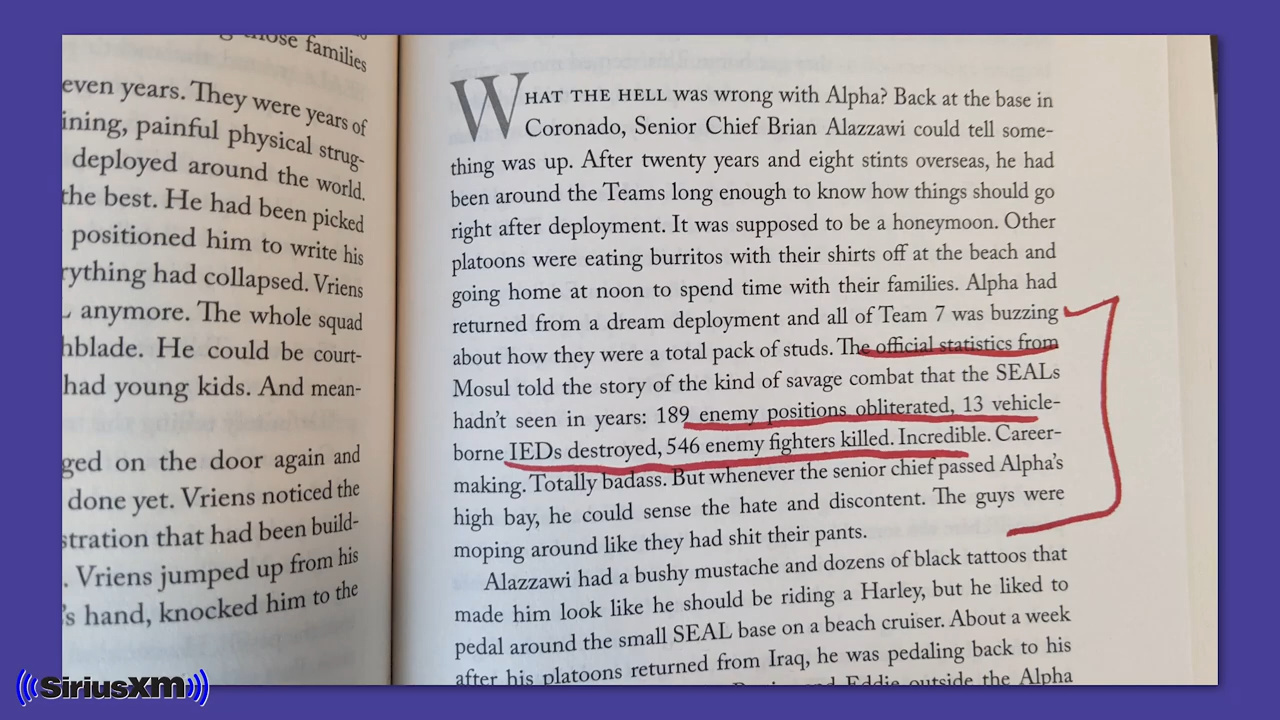 those families
even years. They were years of
ining, painful physical strug-
deployed around the world.
the best. He had been picked
positioned him to write his
rything had collapsed. Vriens
anymore. The whole squad
hblade. He could be court-
had young kids. And mean-
ged on the door again and
done yet. Vriens noticed the
stration that had been build-
. Vriens jumped up from his
's hand, knocked him to the
WHAT THE HELL was wrong with Alpha? Back at the base in
Coronado, Senior Chief Brian Alazzawi could tell some-
thing was up. After twenty years and eight stints overseas, he had
been around the Teams long enough to know how things should go
right after deployment. It was supposed to be a honeymoon. Other
platoons were eating burritos with their shirts off at the beach and
going home at noon to spend time with their families. Alpha had
returned from a dream deployment and all of Team 7 was buzzing
about how they were a total pack of studs. The official statistics from
Mosul told the story of the kind of savage combat that the SEALs
hadn't seen in years: 189 enemy positions obliterated, 13 vehicle-
borne IEDs destroyed, 546 enemy fighters killed. Incredible. Career-
making. Totally badass. But whenever the senior chief passed Alpha's
high bay, he could sense the hate and discontent. The guys were
moping around like they had shit their pants.
Alazzawi had a bushy mustache and dozens of black tattoos that
made him look like he should be riding a Harley, but he liked to
pedal around the small SEAL base on a beach cruiser. About a week
after his platoons returned from Iraq, he was pedaling back to his
and Eddie outside the Alpha
SiriusXM